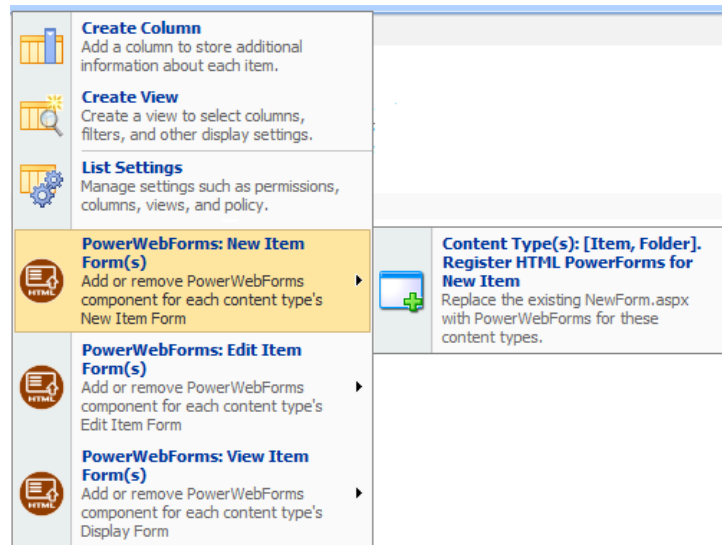 Create Column
Add a column to store additional
information about each item.
Create View
Create a view to select columns,
filters, and other display settings.
List Settings
Manage settings such as permissions,
columns, views, and policy.
PowerWebForms: New Item
Form(s)
Add or remove PowerWebForms
component for each content type's
New Item Form
HTML
Content Type(s): [Item, Folder].
Register HTML PowerForms for
New Item
Replace the existing NewForm.aspx
with PowerWebForms for these
content types.
PowerWebForms: Edit Item
Form(s)
Add or remove PowerWebForms
component for each content type's
Edit Item Form
HTML
PowerWebForms: View Item
Form(s)
Add or remove PowerWebForms
component for each content type's
Display Form
HTML